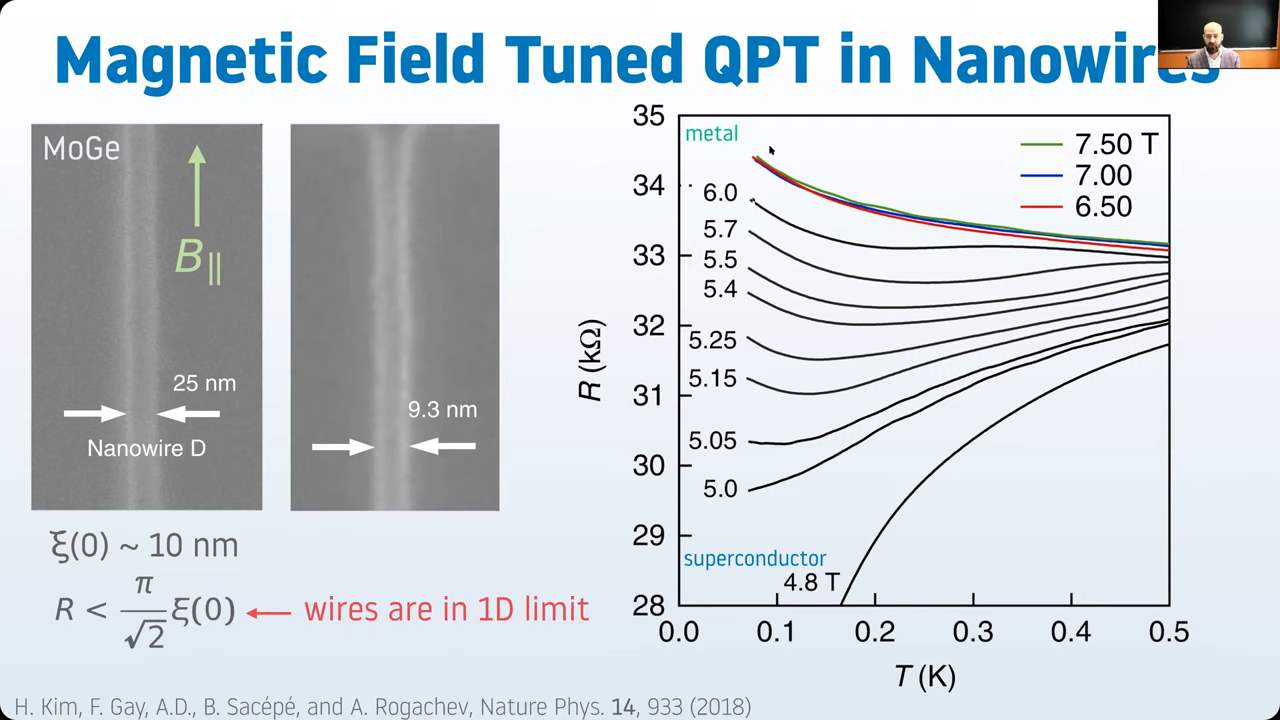 Magnetic Field Tuned QPT in Nanowires
MoGe
B||
25 nm
Nanowire D
9.3 nm
ξ(0) ~ 10 nm
R < π/√2 ξ(0) ← wires are in 1D limit
35
34
33
32
31
30
29
28
R (kΩ)
metal
7.50 T
7.00
6.50
6.0
5.7
5.5
5.4
5.25
5.15
5.05
5.0
superconductor
4.8 T
0.0 0.1 0.2 0.3 0.4 0.5
T (K)
H. Kim, F. Gay, A.D., B. Sacépé, and A. Rogachev, Nature Phys. 14, 933 (2018)